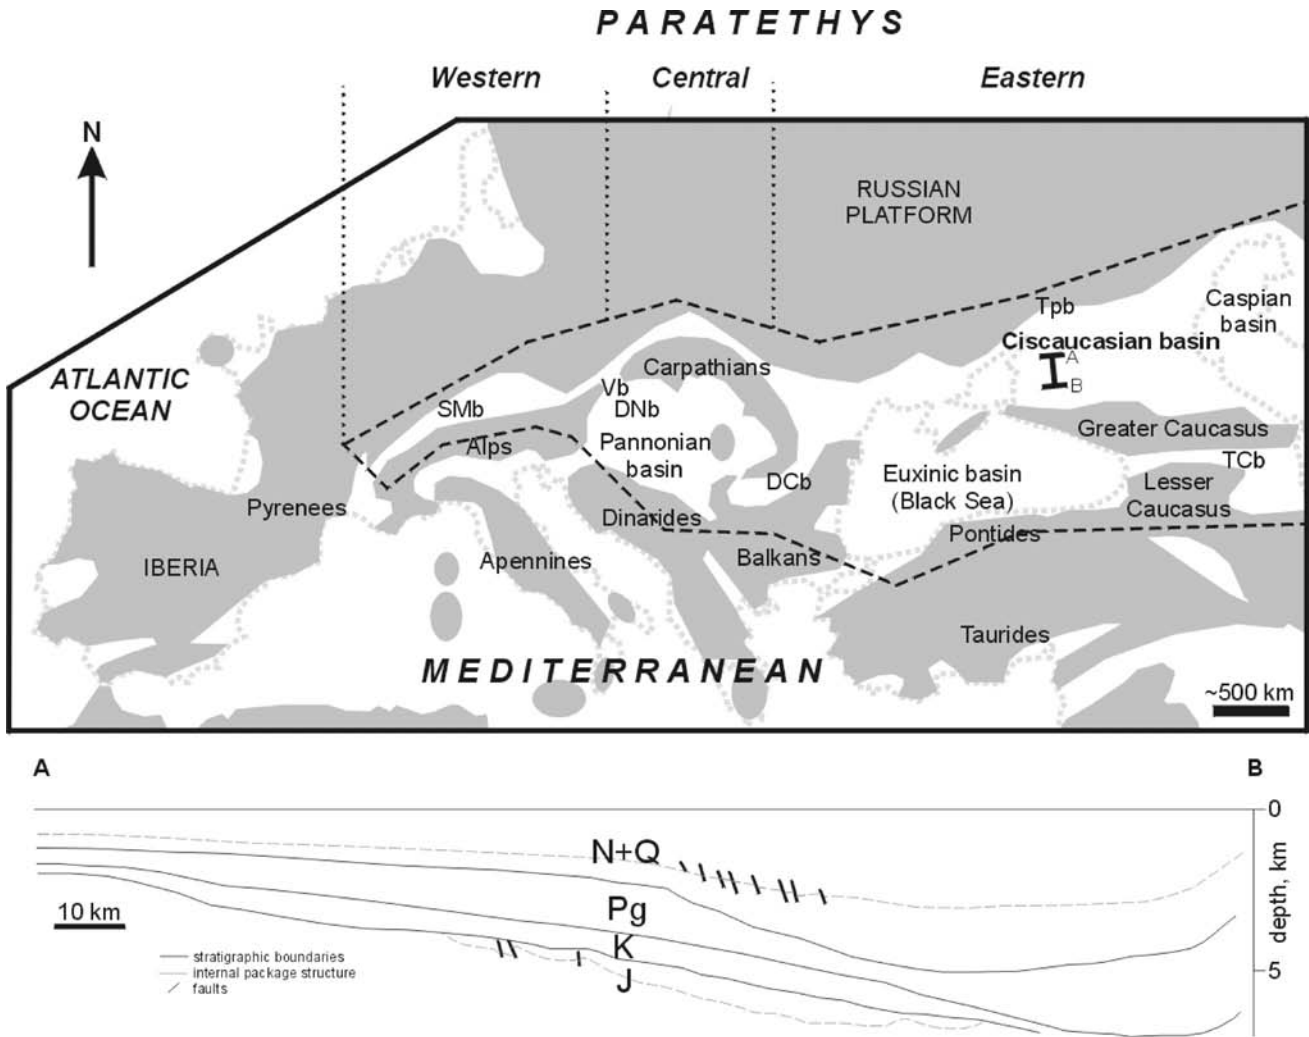 PARATETHYS
Western
Central
Eastern
N
RUSSIAN
PLATFORM
Tpb
Caspian
basin
Ciscaucasian basin
A
B
ATLANTIC
OCEAN
Carpathians
Vb
SMb
DNb
Alps
Pannonian
basin
Greater Caucasus
TCb
DCb
Euxinic basin
(Black Sea)
Lesser
Caucasus
Pyrenees
Dinarides
Pontides
IBERIA
Apennines
Balkans
Taurides
MEDITERRANEAN
~500 km
A
B
0
N+Q
Pg
10 km
K
J
stratigraphic boundaries
internal package structure
faults
depth, km
5